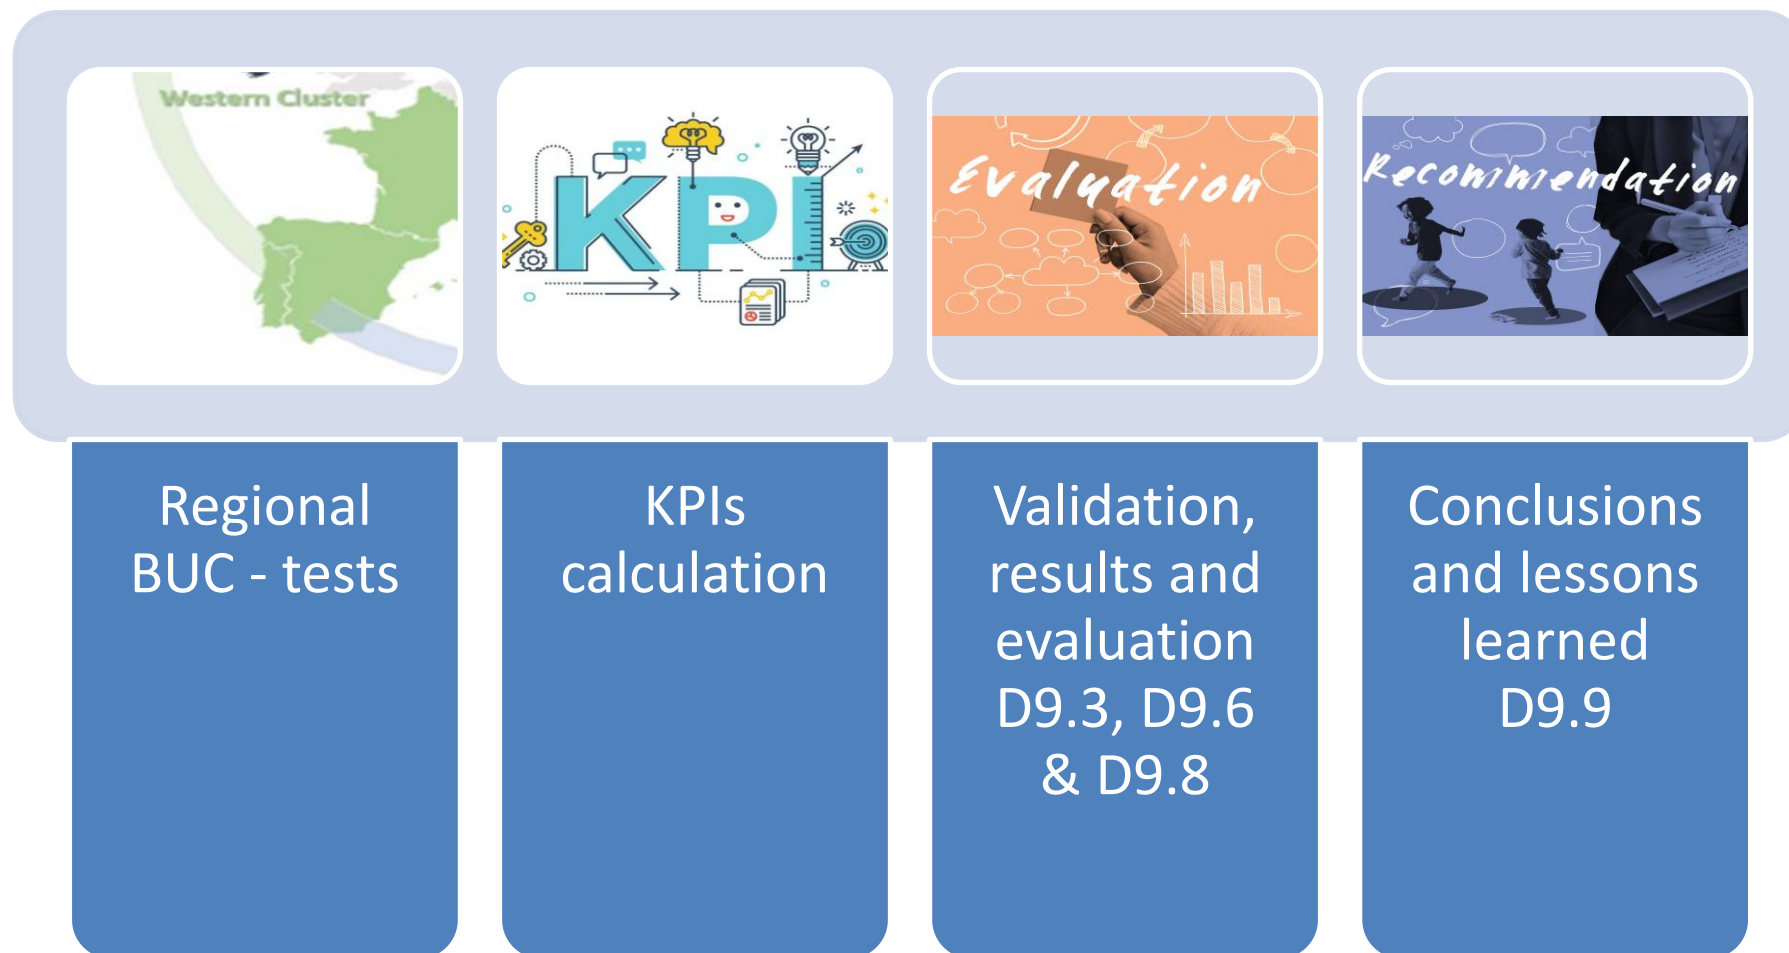 Western Cluster
KPI
Evaluation
Recommendation
Regional
BUC - tests
KPIs
calculation
Validation,
results and
evaluation
D9.3, D9.6
& D9.8
Conclusions
and lessons
learned
D9.9